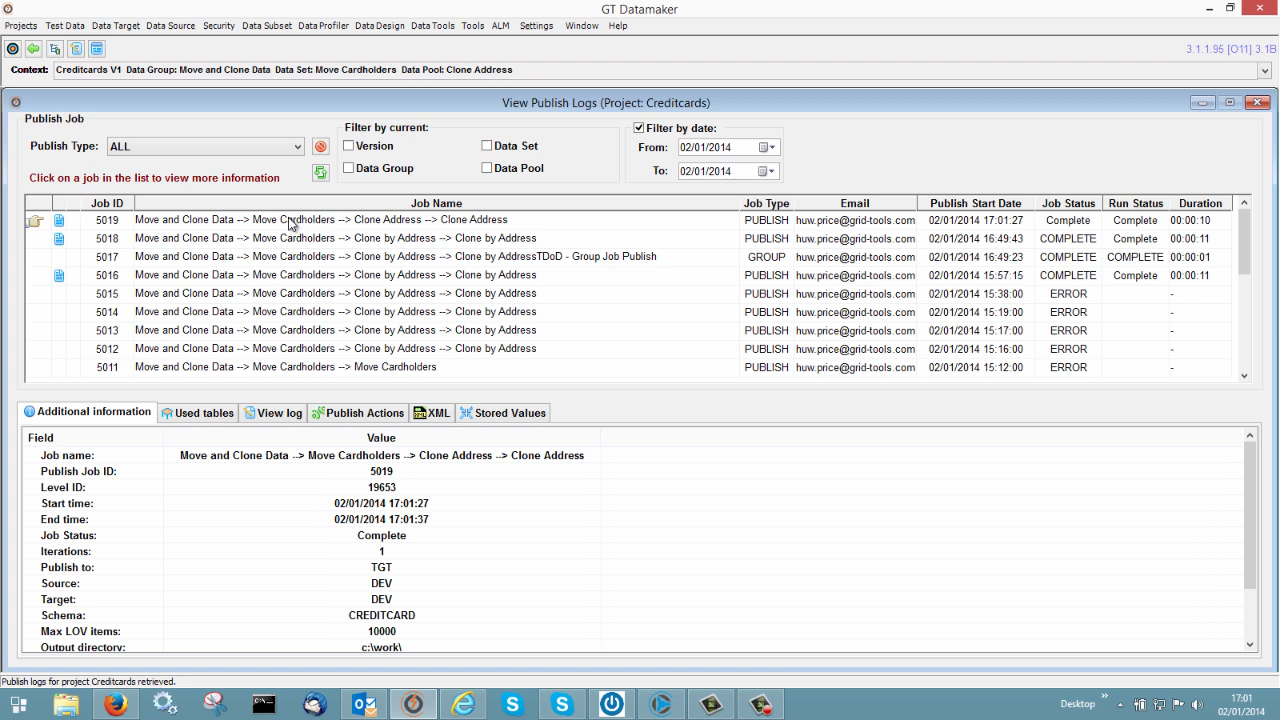 GT Datamaker
Projects Test Data Data Target Data Source Security Data Subset Data Profiler Data Design Data Tools Tools ALM Settings Window Help
3.1.1.95 [O11] 3.1B
Context: Creditcards V1 Data Group: Move and Clone Data Data Set: Move Cardholders Data Pool: Clone Address
View Publish Logs (Project: Creditcards)
Publish Job
Publish Type: ALL
Click on a job in the list to view more information
Filter by current:
Version Data Set
Data Group Data Pool
Filter by date:
From: 02/01/2014
To: 02/01/2014
Job ID Job Name Job Type Email Publish Start Date Job Status Run Status Duration
5019 Move and Clone Data --> Move Cardholders --> Clone Address --> Clone Address PUBLISH huw.price@grid-tools.com 02/01/2014 17:01:27 Complete Complete 00:00:10
5018 Move and Clone Data --> Move Cardholders --> Clone by Address --> Clone by Address PUBLISH huw.price@grid-tools.com 02/01/2014 16:49:43 COMPLETE Complete 00:00:11
5017 Move and Clone Data --> Move Cardholders --> Clone by Address --> Clone by AddressTDoD - Group Job Publish GROUP huw.price@grid-tools.com 02/01/2014 16:49:23 COMPLETE COMPLETE 00:00:01
5016 Move and Clone Data --> Move Cardholders --> Clone by Address --> Clone by Address PUBLISH huw.price@grid-tools.com 02/01/2014 15:57:15 COMPLETE Complete 00:00:11
5015 Move and Clone Data --> Move Cardholders --> Clone by Address --> Clone by Address PUBLISH huw.price@grid-tools.com 02/01/2014 15:38:00 ERROR -
5014 Move and Clone Data --> Move Cardholders --> Clone by Address --> Clone by Address PUBLISH huw.price@grid-tools.com 02/01/2014 15:19:00 ERROR -
5013 Move and Clone Data --> Move Cardholders --> Clone by Address --> Clone by Address PUBLISH huw.price@grid-tools.com 02/01/2014 15:17:00 ERROR -
5012 Move and Clone Data --> Move Cardholders --> Clone by Address --> Clone by Address PUBLISH huw.price@grid-tools.com 02/01/2014 15:16:00 ERROR -
5011 Move and Clone Data --> Move Cardholders --> Move Cardholders PUBLISH huw.price@grid-tools.com 02/01/2014 15:12:00 ERROR -
Additional information Used tables View log Publish Actions XML Stored Values
Field Value
Job name: Move and Clone Data --> Move Cardholders --> Clone Address --> Clone Address
Publish Job ID: 5019
Level ID: 19653
Start time: 02/01/2014 17:01:27
End time: 02/01/2014 17:01:37
Job Status: Complete
Iterations: 1
Publish to: TGT
Source: DEV
Target: DEV
Schema: CREDITCARD
Max LOV items: 10000
Output directory: c:\work\
Publish logs for project Creditcards retrieved.
Desktop
17:01
02/01/2014